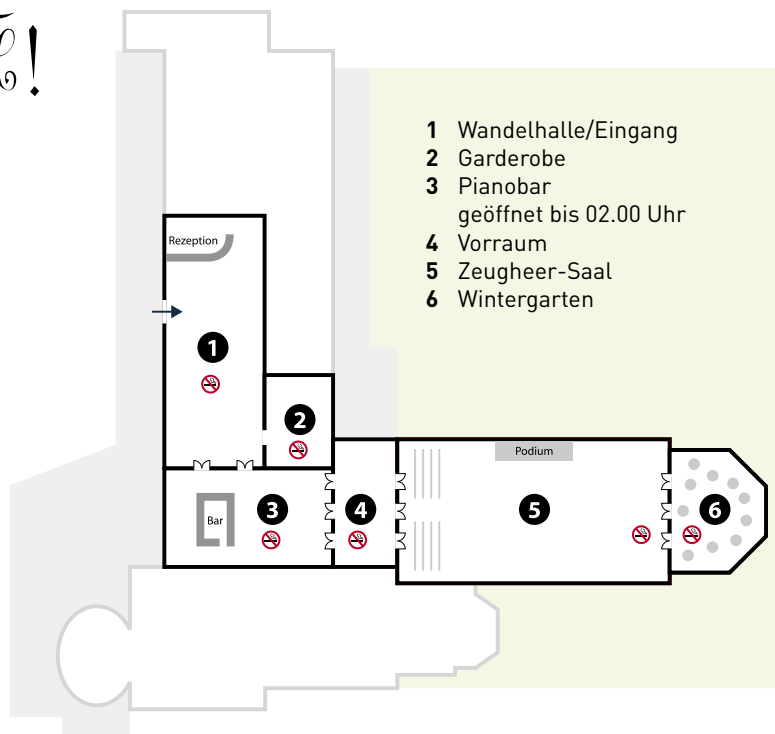 !
1 Wandelhalle/Eingang
2 Garderobe
3 Pianobar
geöffnet bis 02.00 Uhr
4 Vorraum
5 Zeugheer-Saal
6 Wintergarten
Rezeption
1
2
Podium
Bar
3
4
5
6